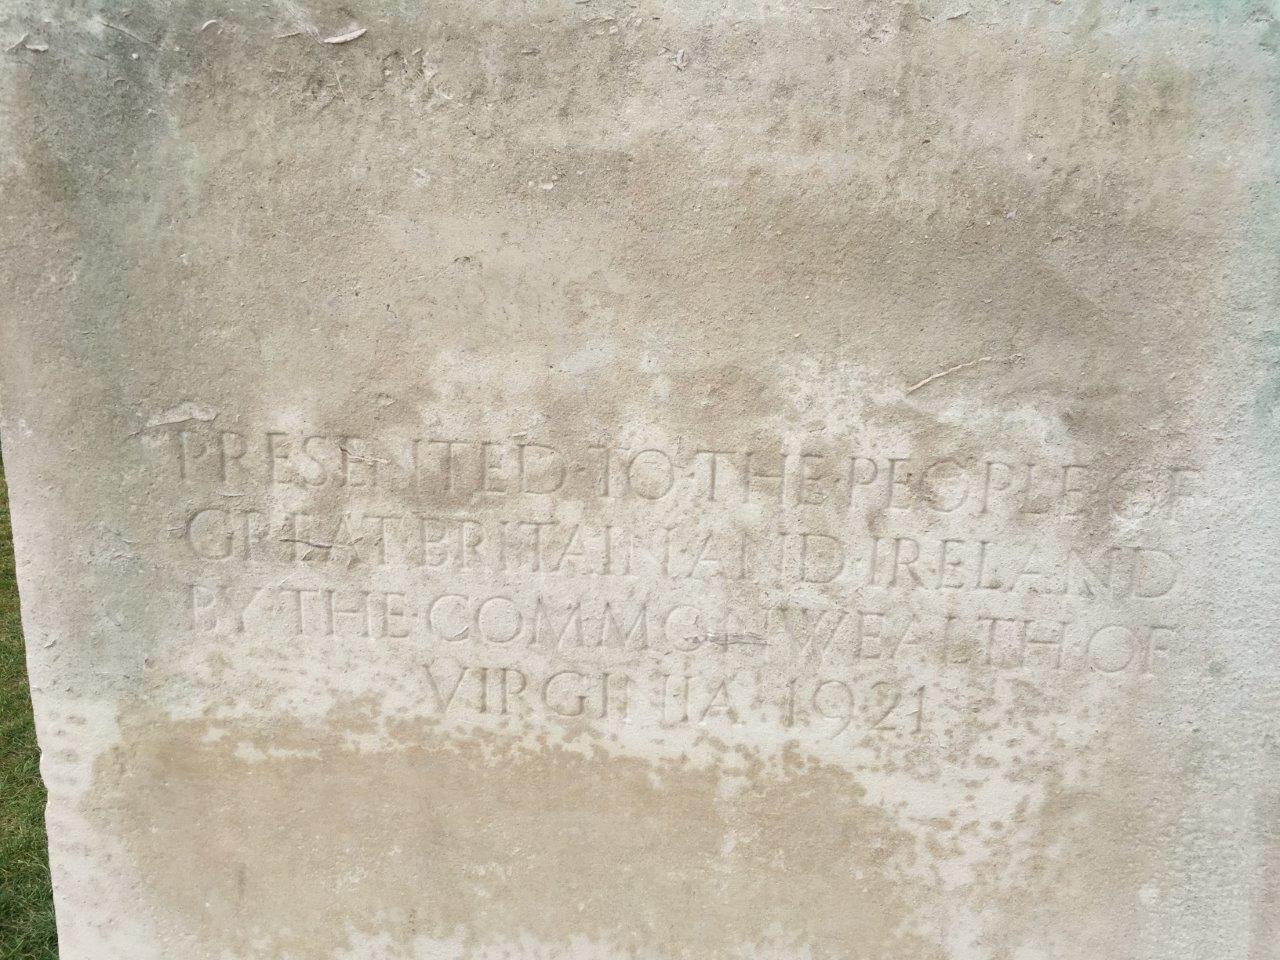 PRESENTED TO THE PEOPLE OF
GREAT BRITAIN AND IRELAND
BY THE COMMONWEALTH OF
VIRGINIA 1921